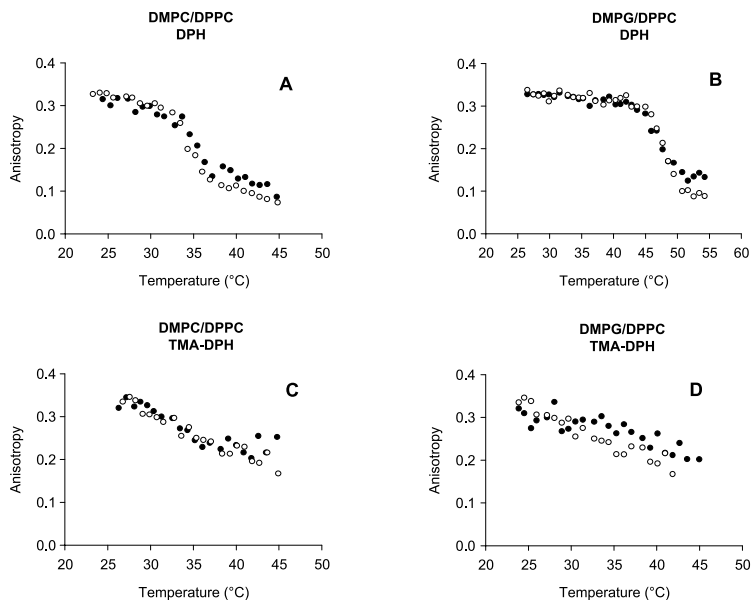 DMPC/DPPC
DPH
A
0.4
0.3
0.2
0.1
0.0
Anisotropy
20 25 30 35 40 45 50
Temperature (°C)
DMPG/DPPC
DPH
B
0.4
0.3
0.2
0.1
0.0
Anisotropy
20 25 30 35 40 45 50 55 60
Temperature (°C)
DMPC/DPPC
TMA-DPH
C
0.4
0.3
0.2
0.3
0.0
Anisotropy
20 25 30 35 40 45 50
Temperature (°C)
DMPG/DPPC
TMA-DPH
D
0.4
0.3
0.2
0.3
0.0
Anisotropy
20 25 30 35 40 45 50
Temperature (°C)